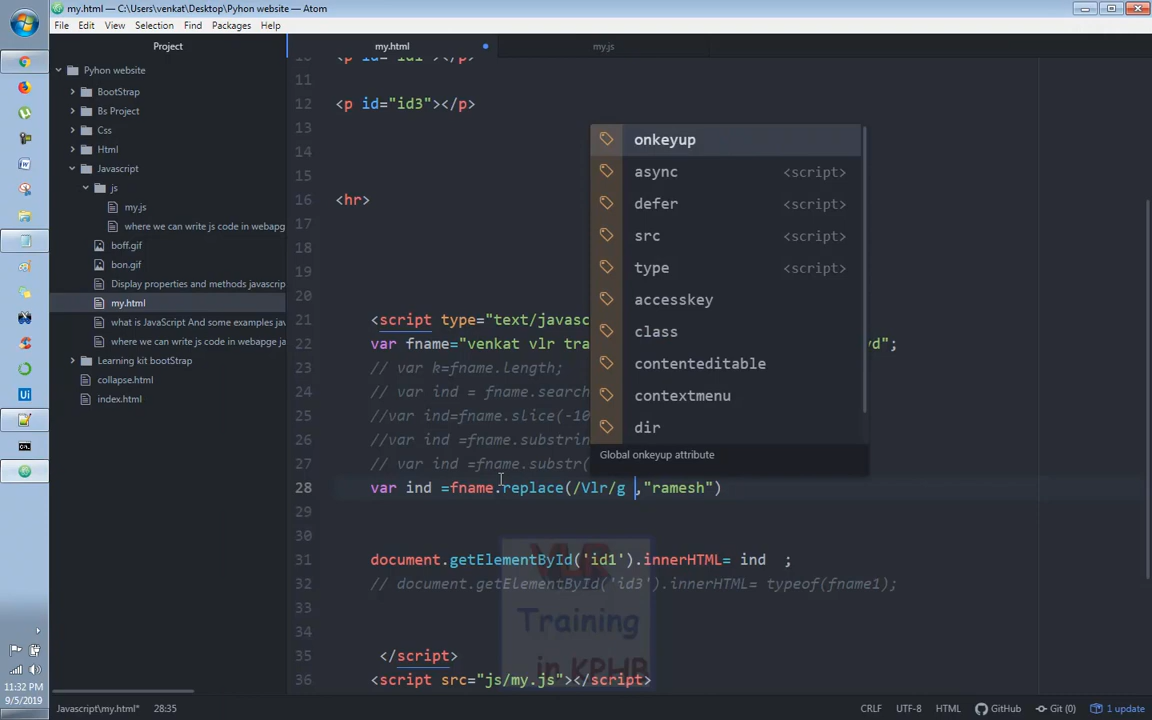 my.html — C:\Users\venkat\Desktop\Pyhon website — Atom
File Edit View Selection Find Packages Help
Project
my.html
my.js
Pyhon website
BootStrap
Bs Project
Css
Html
Javascript
js
my.js
where we can write js code in webapg
boff.gif
bon.gif
Display properties and methods javascrip
my.html
what is JavaScript And some examples jav
where we can write js code in webapge ja
Learning kit bootStrap
collapse.html
index.html
11
12 <p id="id3"></p>
13
14
15
16 <hr>
17
18
19
20
21 <script type="text/javasc
22 var fname="venkat vlr tra d";
23 // var k=fname.length;
24 // var ind = fname.search
25 //var ind=fname.slice(-10
26 //var ind =fname.substrin
27 // var ind =fname.substr(
28 var ind =fname.replace(/Vlr/g ,"ramesh")
29
30
31 document.getElementById('id1').innerHTML= ind ;
32 // document.getElementById('id3').innerHTML= typeof(fname1);
33
34
35 </script>
36 <script src="js/my.js"></script>
onkeyup
async <script>
defer <script>
src <script>
type <script>
accesskey
class
contenteditable
contextmenu
dir
Global onkeyup attribute
VLR
Training
in KPHB
W
Ui
11:32 PM
9/5/2019
Javascript\my.html* 28:35 CRLF UTF-8 HTML GitHub Git (0) 1 update